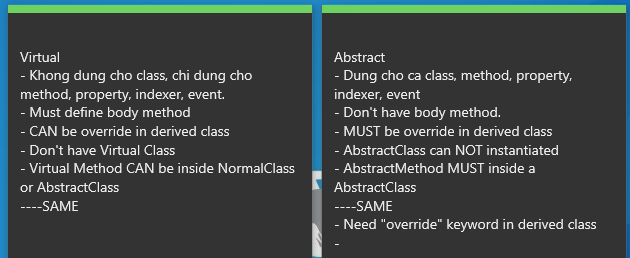 Virtual
- Khong dung cho class, chi dung cho
method, property, indexer, event.
- Must define body method
- CAN be override in derived class
- Don't have Virtual Class
- Virtual Method CAN be inside NormalClass
or AbstractClass
----SAME
Abstract
- Dung cho ca class, method, property,
indexer, event
- Don't have body method.
- MUST be override in derived class
- AbstractClass can NOT instantiated
- AbstractMethod MUST inside a
AbstractClass
----SAME
- Need "override" keyword in derived class
-